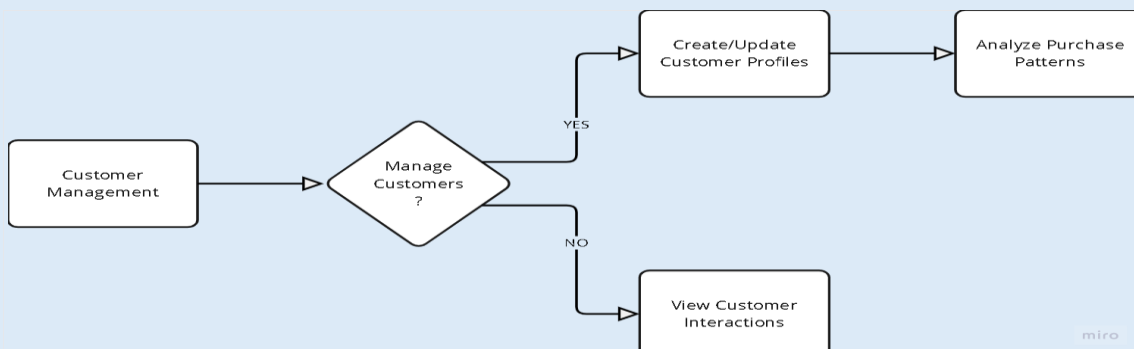 Create/Update
Customer Profiles
Analyze Purchase
Patterns
YES
Manage
Customers
?
Customer
Management
NO
View Customer
Interactions
miro